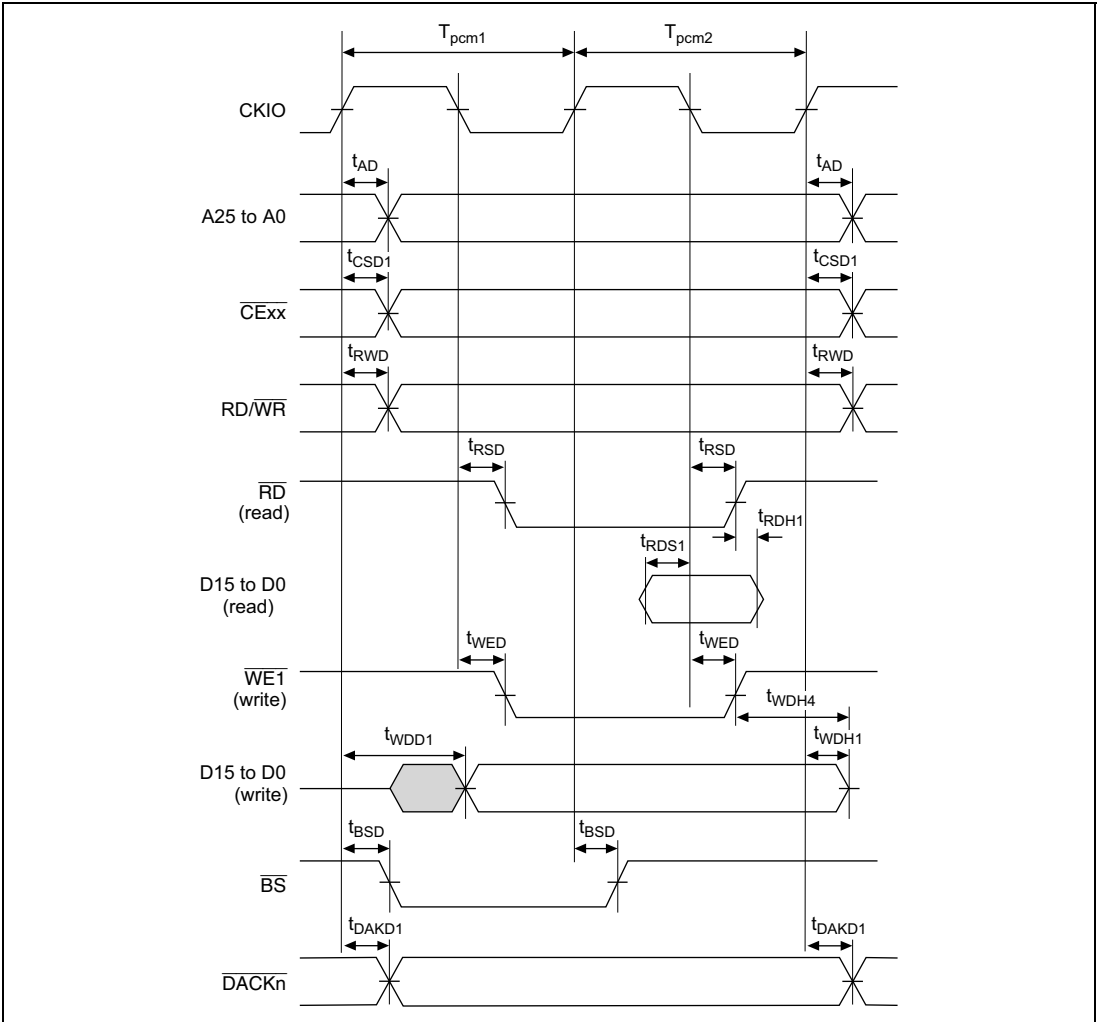 Tpcm1 Tpcm2
CKIO
tAD tAD
A25 to A0
tCSD1 tCSD1
CExx
tRWD tRWD
RD/WR
tRSD tRSD
RD
(read)
tRDH1
tRDS1
D15 to D0
(read)
tWED tWED
WE1
(write)
tWDH4
tWDD1 tWDH1
D15 to D0
(write)
tBSD tBSD
BS
tDAKD1 tDAKD1
DACKn